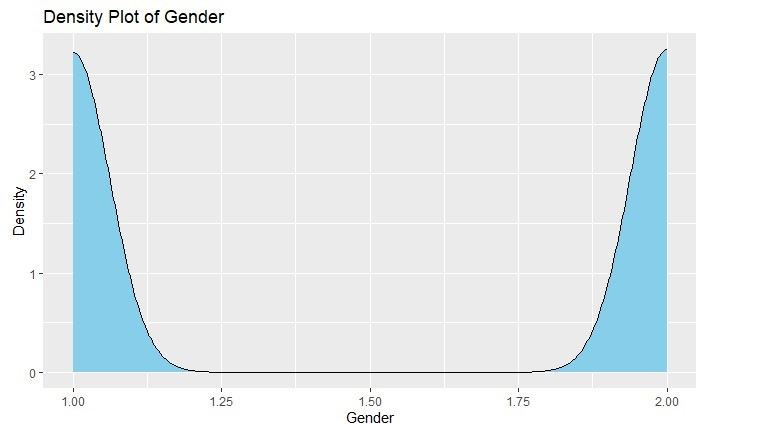 Density Plot of Gender
3
2
1
0
Density
1.00 1.25 1.50 1.75 2.00
Gender